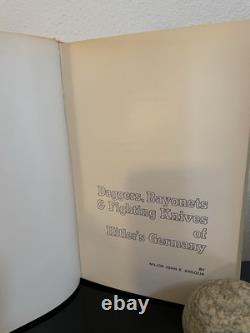 Daggers, Bayonets
& Fighting Knives
of
Hitler's Germany
BY
MAJOR JOHN R. ANGOLIA